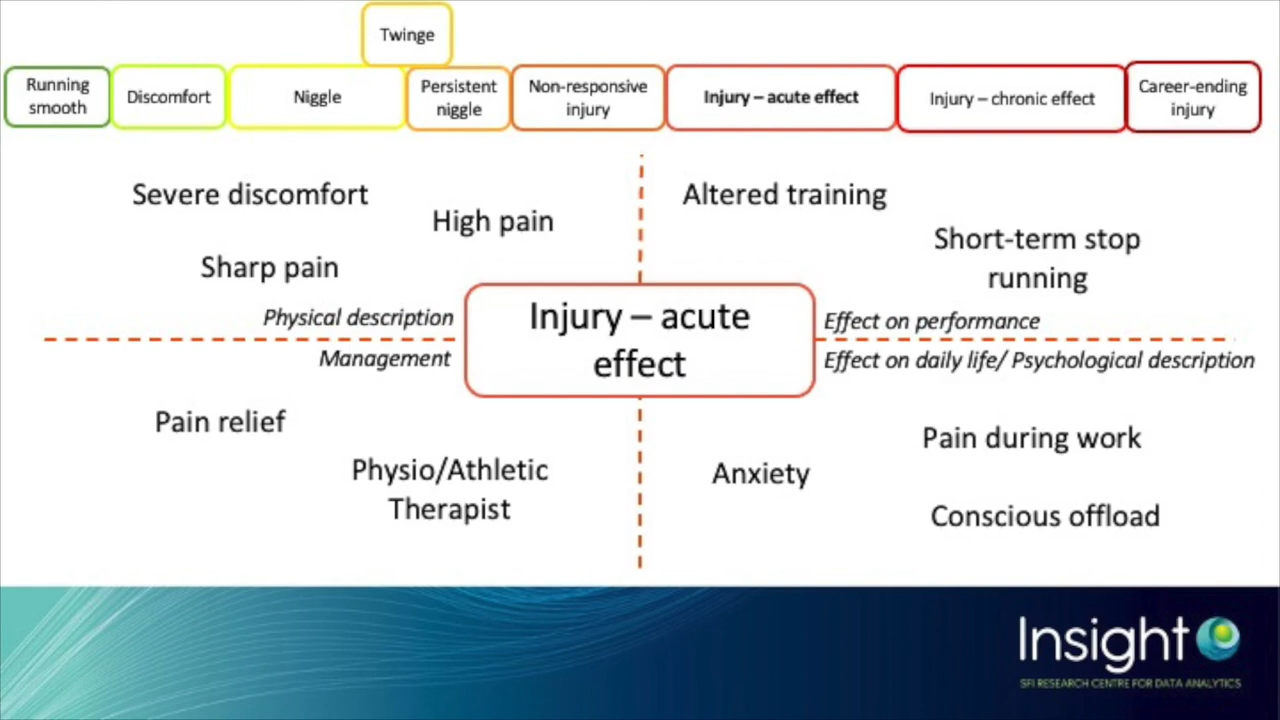 Twinge
Running
smooth
Discomfort
Niggle
Persistent
niggle
Non-responsive
injury
Injury – acute effect
Injury – chronic effect
Career-ending
injury
Severe discomfort
High pain
Sharp pain
Physical description
Altered training
Short-term stop
running
Effect on performance
Injury – acute
effect
Management
Pain relief
Physio/Athletic
Therapist
Effect on daily life/ Psychological description
Pain during work
Anxiety
Conscious offload
Insight
SFI RESEARCH CENTRE FOR DATA ANALYTICS